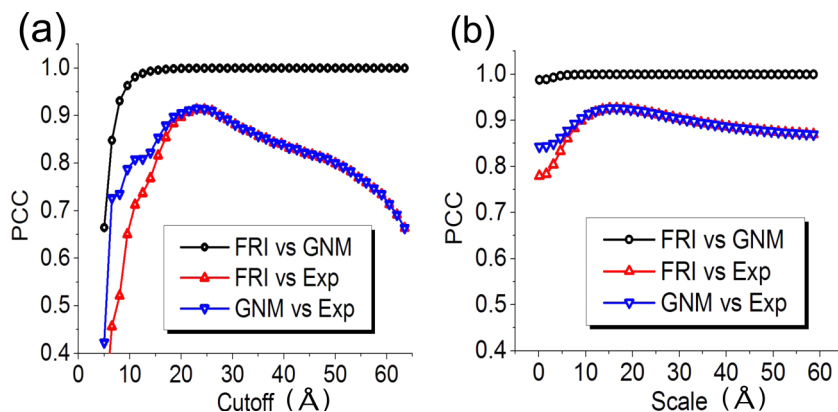 (a)
1.0
0.9
0.8
0.7
0.6
0.5
0.4
PCC
0 10 20 30 40 50 60
Cutoff (Å)
FRI vs GNM
FRI vs Exp
GNM vs Exp
(b)
1.0
0.9
0.8
0.7
0.6
0.5
0.4
PCC
0 10 20 30 40 50 60
Scale (Å)
FRI vs GNM
FRI vs Exp
GNM vs Exp